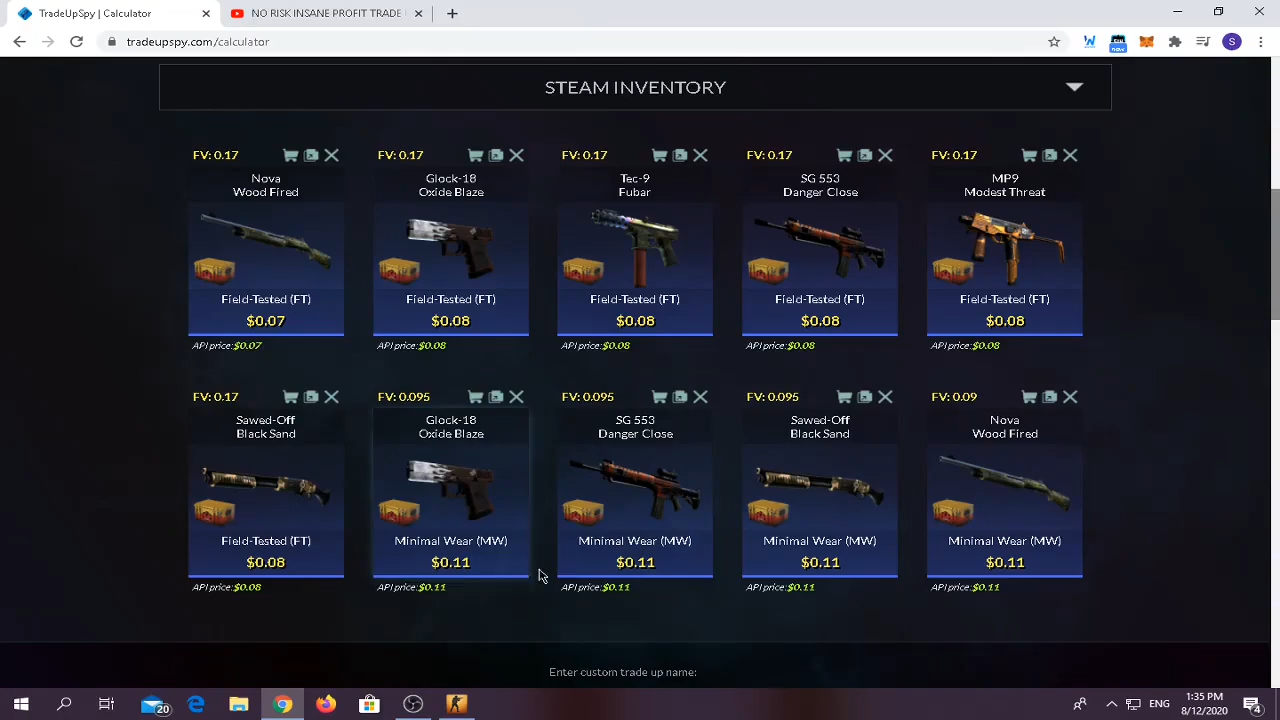 TradeUpSpy | Calculator
NO RISK INSANE PROFIT TRADE
tradeupspy.com/calculator
S
STEAM INVENTORY
FV: 0.17
FV: 0.17
FV: 0.17
FV: 0.17
FV: 0.17
Nova
Wood Fired
Glock-18
Oxide Blaze
Tec-9
Fubar
SG 553
Danger Close
MP9
Modest Threat
Field-Tested (FT)
$0.07
Field-Tested (FT)
$0.08
Field-Tested (FT)
$0.08
Field-Tested (FT)
$0.08
Field-Tested (FT)
$0.08
API price:$0.07
API price:$0.08
API price:$0.08
API price:$0.08
API price:$0.08
FV: 0.17
FV: 0.095
FV: 0.095
FV: 0.095
FV: 0.09
Sawed-Off
Black Sand
Glock-18
Oxide Blaze
SG 553
Danger Close
Sawed-Off
Black Sand
Nova
Wood Fired
Field-Tested (FT)
$0.08
Minimal Wear (MW)
$0.11
Minimal Wear (MW)
$0.11
Minimal Wear (MW)
$0.11
Minimal Wear (MW)
$0.11
API price:$0.08
API price:$0.11
API price:$0.11
API price:$0.11
API price:$0.11
Enter custom trade up name:
20
ENG
1:35 PM
8/12/2020
4